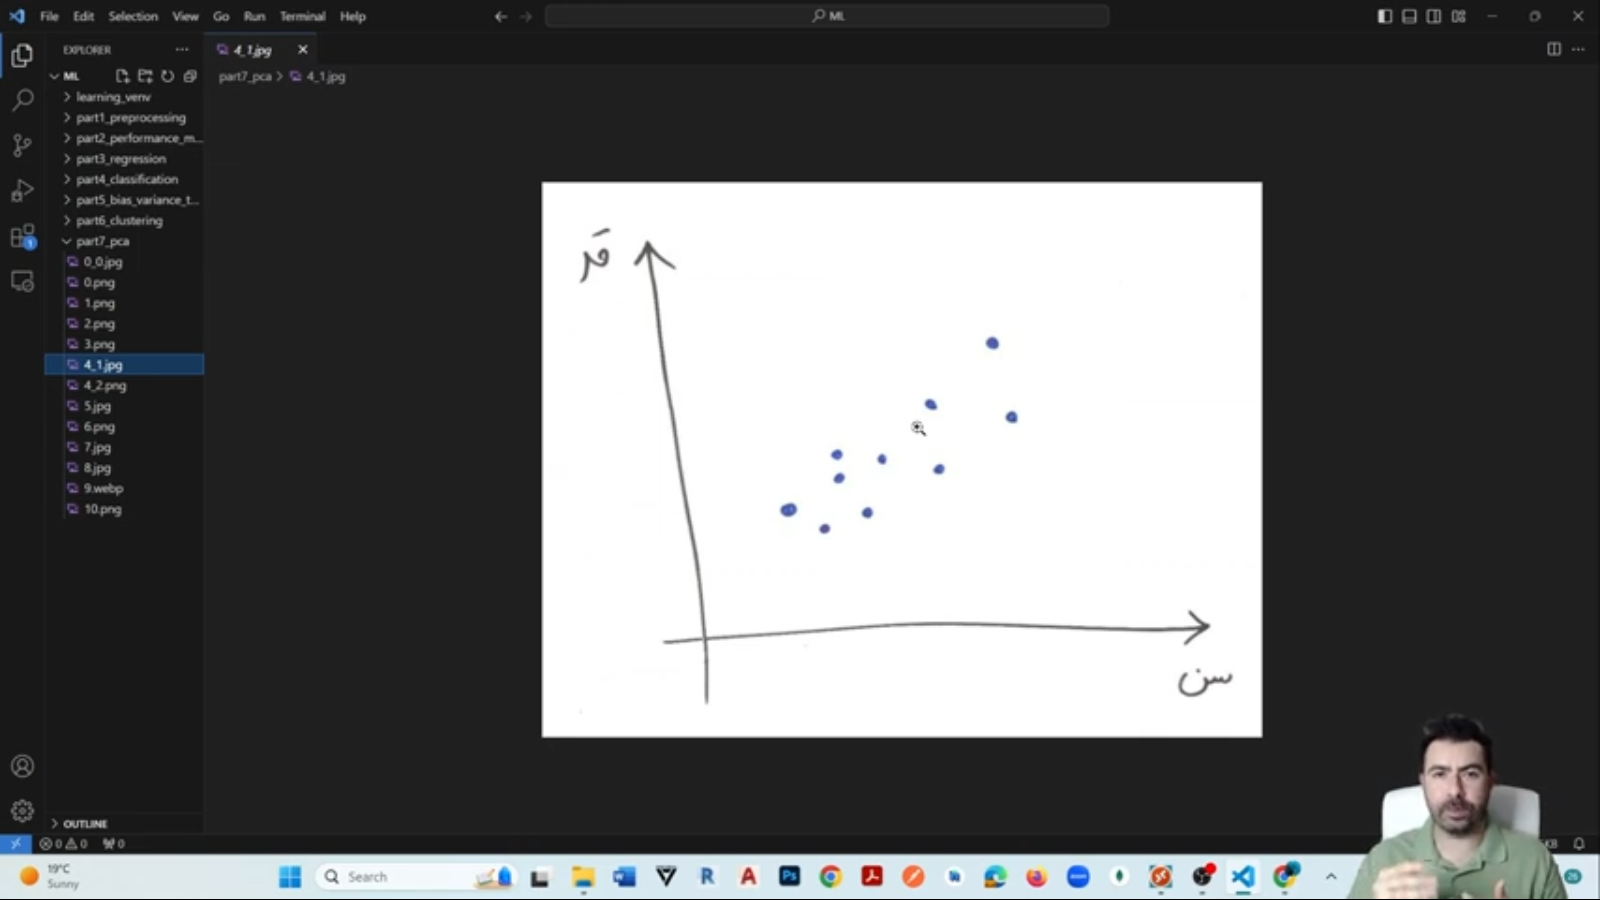 File Edit Selection View Go Run Terminal Help
ML
EXPLORER
4_1.jpg
part7_pca > 4_1.jpg
ML
learning_venv
part1_preprocessing
part2_performance_m...
part3_regression
part4_classification
part5_bias_variance_t...
part6_clustering
part7_pca
0_0.jpg
0.png
1.png
2.png
3.png
4_1.jpg
4_2.png
5.jpg
6.png
7.jpg
8.jpg
9.webp
10.png
قد
سن
OUTLINE
0 0 0
KB
19°C
Sunny
Search